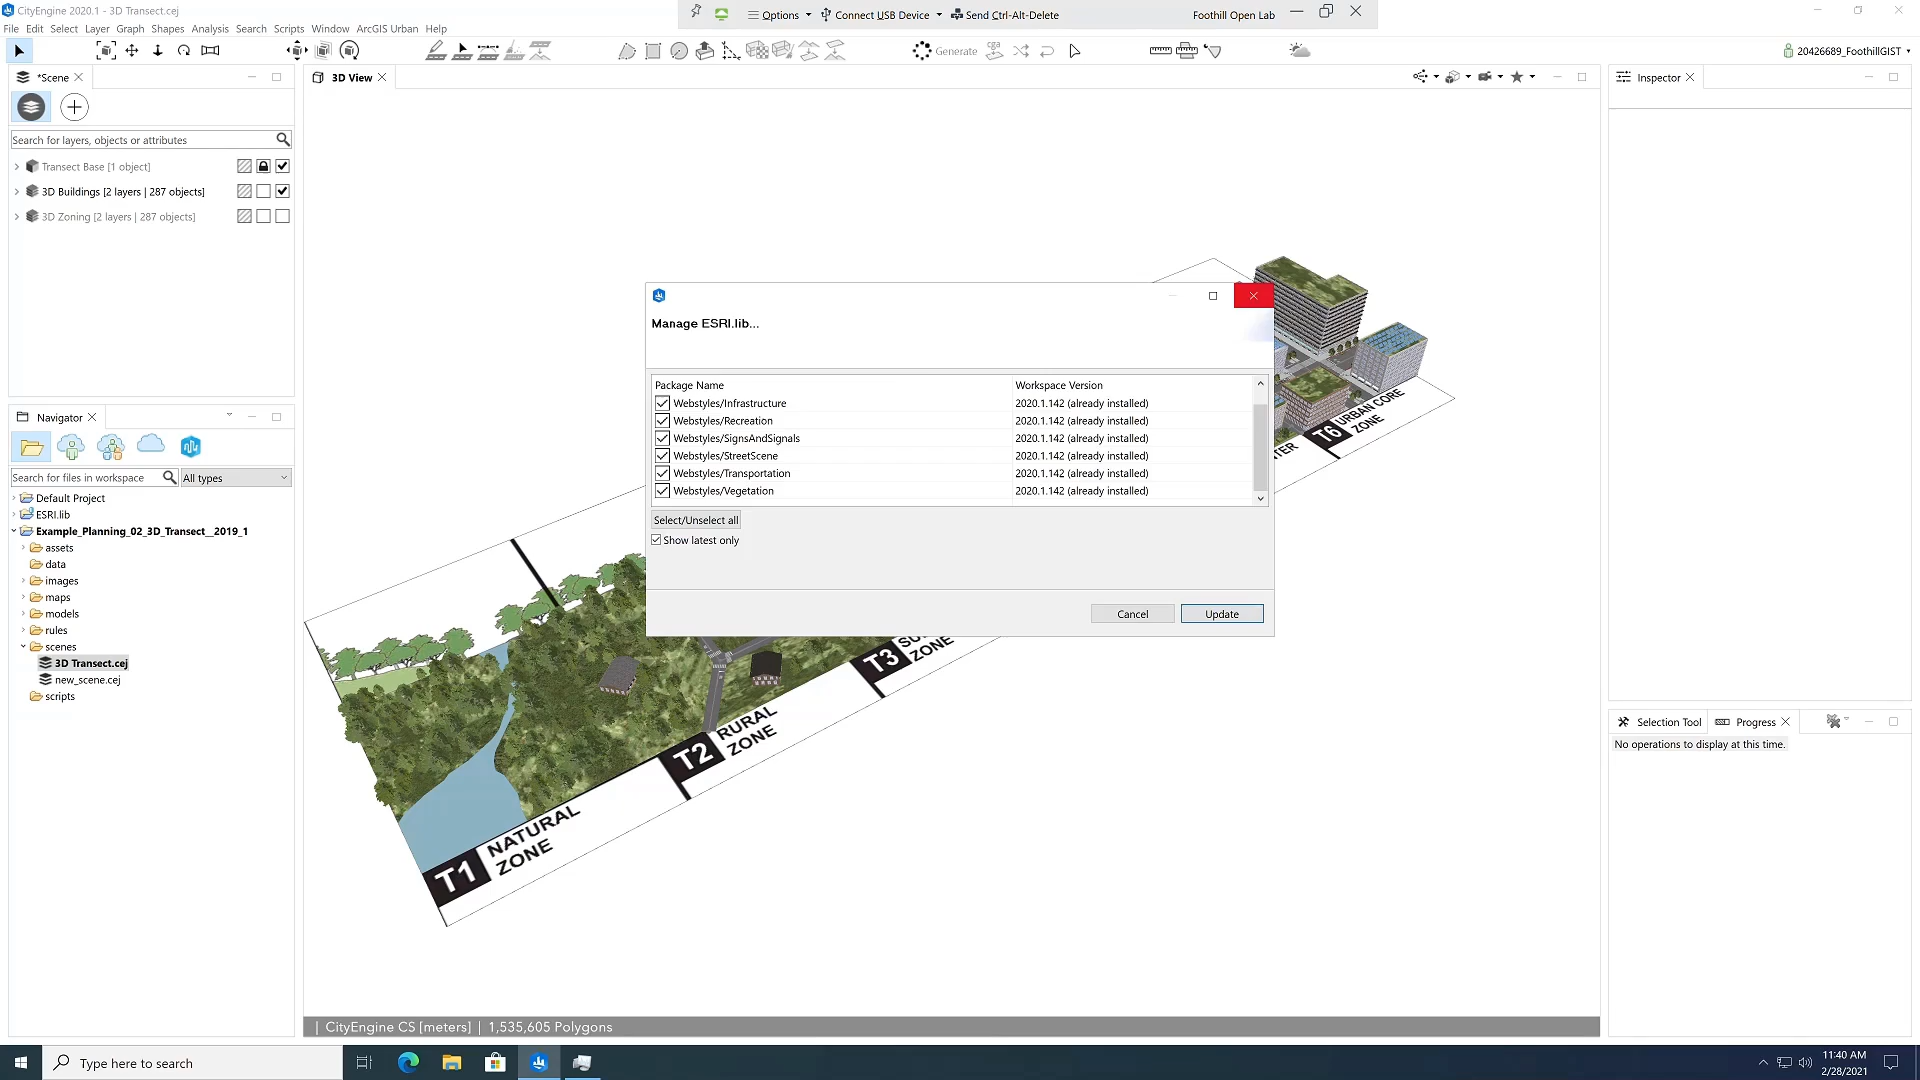 CityEngine 2020.1 - 3D Transect.cej
Options
Connect USB Device
Send Ctrl-Alt-Delete
Foothill Open Lab
File Edit Select Layer Graph Shapes Analysis Search Scripts Window ArcGIS Urban Help
Generate
20426689_FoothillGIST
*Scene
3D View
Inspector
Search for layers, objects or attributes
Transect Base [1 object]
3D Buildings [2 layers | 287 objects]
3D Zoning [2 layers | 287 objects]
Navigator
Search for files in workspace
All types
Default Project
ESRI.lib
Example_Planning_02_3D_Transect__2019_1
assets
data
images
maps
models
rules
scenes
3D Transect.cej
new_scene.cej
scripts
Manage ESRI.lib...
Package Name Workspace Version
Webstyles/Infrastructure 2020.1.142 (already installed)
Webstyles/Recreation 2020.1.142 (already installed)
Webstyles/SignsAndSignals 2020.1.142 (already installed)
Webstyles/StreetScene 2020.1.142 (already installed)
Webstyles/Transportation 2020.1.142 (already installed)
Webstyles/Vegetation 2020.1.142 (already installed)
Select/Unselect all
Show latest only
Cancel
Update
T6 URBAN CORE
ZONE
TER
T3 SU
ZONE
T2 RURAL
ZONE
T1 NATURAL
ZONE
Selection Tool
Progress
No operations to display at this time.
| CityEngine CS [meters] | 1,535,605 Polygons
Type here to search
11:40 AM
2/28/2021